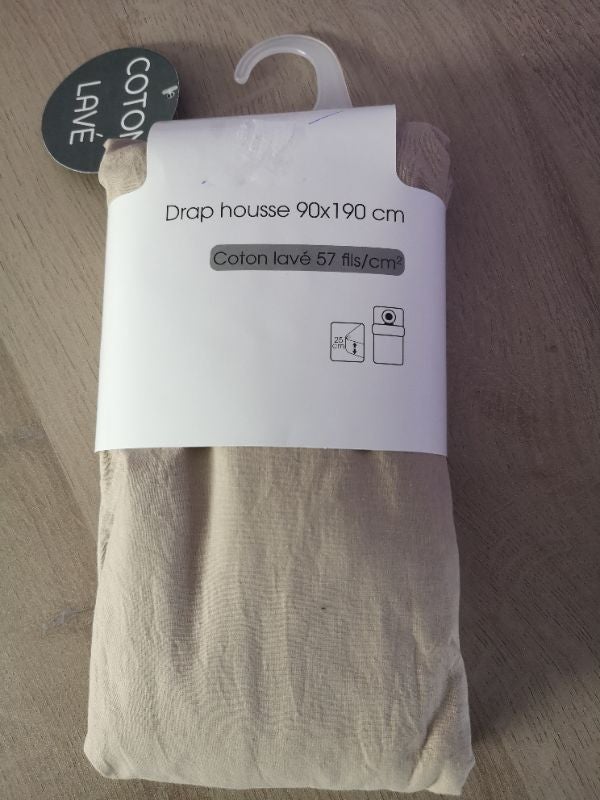 COTON
LAVÉ
Drap housse 90x190 cm
Coton lavé 57 fils/cm²
25
cm